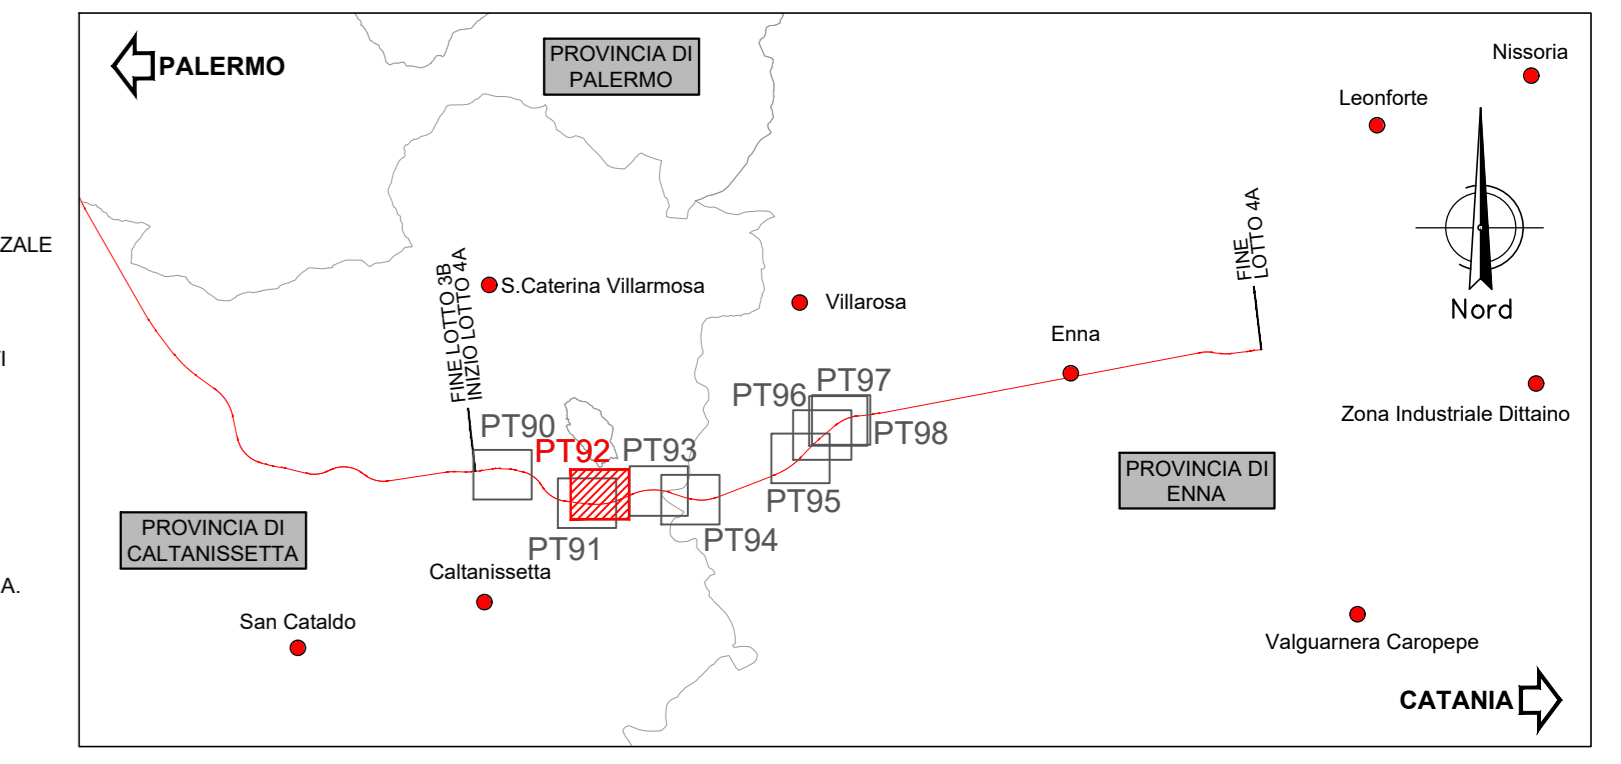 PALERMO
PROVINCIA DI
PALERMO
Nissoria
Leonforte
ZALE
FINE LOTTO 3B
INIZIO LOTTO 4A
S.Caterina Villarmosa
Villarosa
FINE
LOTTO 4A
Nord
Enna
I
PT97
PT96
Zona Industriale Dittaino
PT90
PT98
PT92
PT93
PROVINCIA DI
ENNA
PT95
PROVINCIA DI
CALTANISSETTA
PT94
PT91
Caltanissetta
A.
San Cataldo
Valguarnera Caropepe
CATANIA